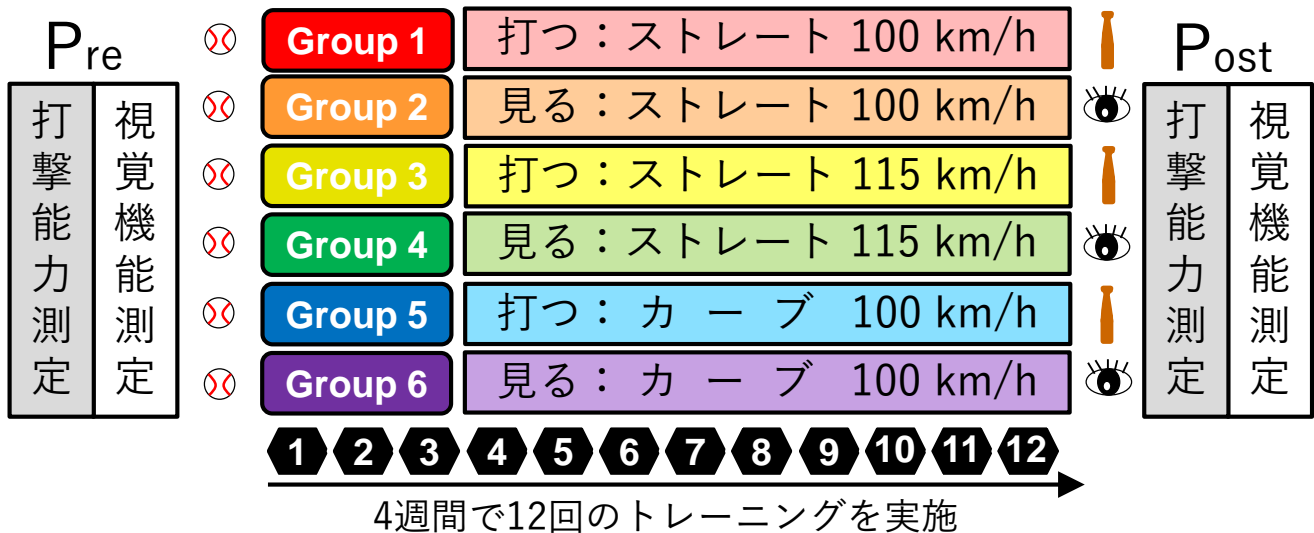 Pre
打撃能力測定
視覚機能測定
Group 1
打つ：ストレート 100 km/h
Group 2
見る：ストレート 100 km/h
Group 3
打つ：ストレート 115 km/h
Group 4
見る：ストレート 115 km/h
Group 5
打つ： カ ー ブ 100 km/h
Group 6
見る： カ ー ブ 100 km/h
Post
打撃能力測定
視覚機能測定
1 2 3 4 5 6 7 8 9 10 11 12
4週間で12回のトレーニングを実施